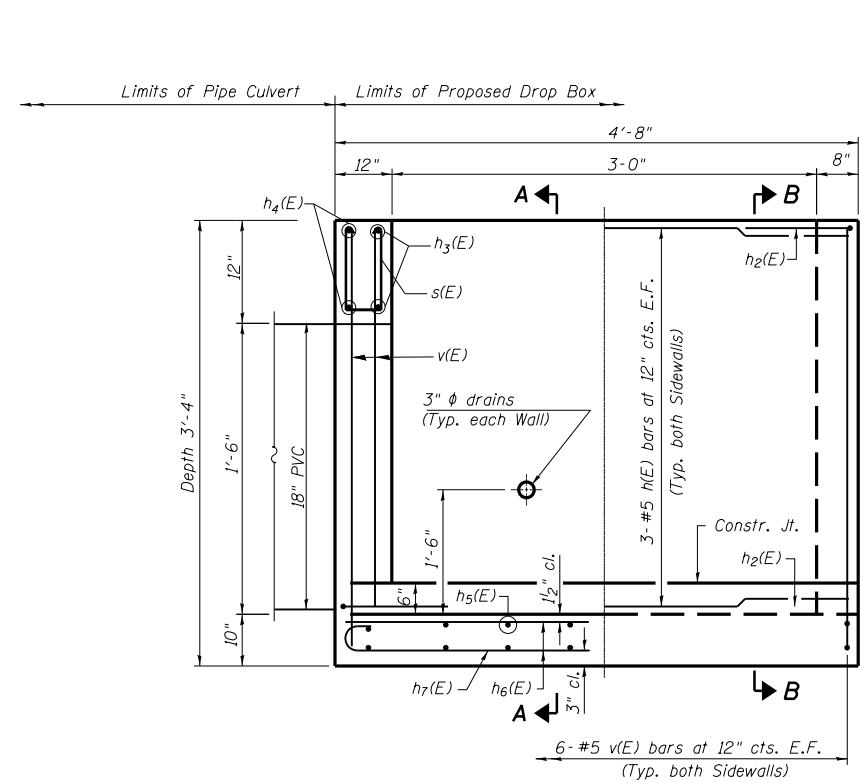 Limits of Pipe Culvert
Limits of Proposed Drop Box
4'-8"
12"
3-0"
8"
A
B
h4(E)
h3(E)
h2(E)
12"
s(E)
v(E)
3" ϕ drains
(Typ. each Wall)
3-#5 h(E) bars at 12" cts. E.F.
(Typ. both Sidewalls)
Depth 3'-4"
1'-6"
18" PVC
1'-6"
Constr. Jt.
h2(E)
6"
h5(E)
1½" cl.
10"
h7(E)
h6(E)
3" cl.
A
B
6-#5 v(E) bars at 12" cts. E.F.
(Typ. both Sidewalls)